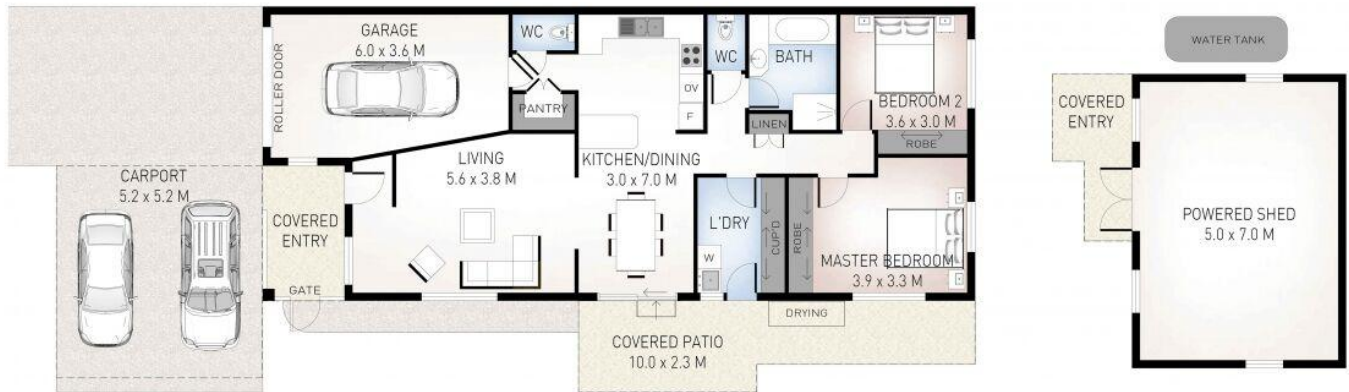 GARAGE
6.0 x 3.6 M
ROLLER DOOR
WC
PANTRY
OV
F
WC
BATH
LINEN
BEDROOM 2
3.6 x 3.0 M
ROBE
CARPORT
5.2 x 5.2 M
COVERED
ENTRY
GATE
LIVING
5.6 x 3.8 M
KITCHEN/DINING
3.0 x 7.0 M
L'DRY
W
CUP'D
ROBE
MASTER BEDROOM
3.9 x 3.3 M
DRYING
COVERED PATIO
10.0 x 2.3 M
WATER TANK
COVERED
ENTRY
POWERED SHED
5.0 x 7.0 M